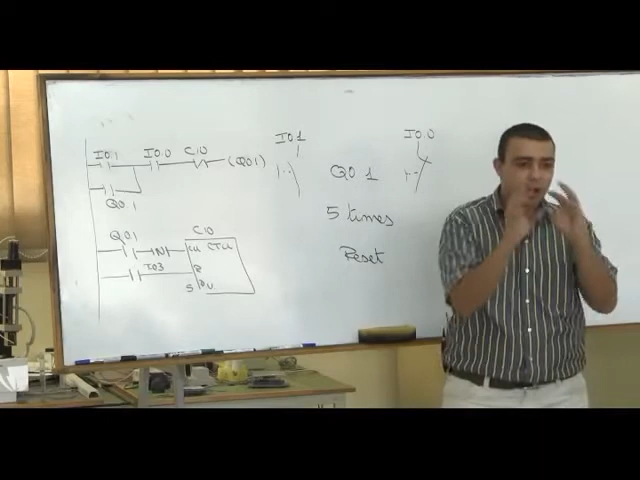 I0.1 I0.0 C10 (Q0.1)
Q0.1
Q0.1 N C10
CU CTU
I0.3 R
5 PV
I0.1
Q0 1
5 times
Reset
I0.0